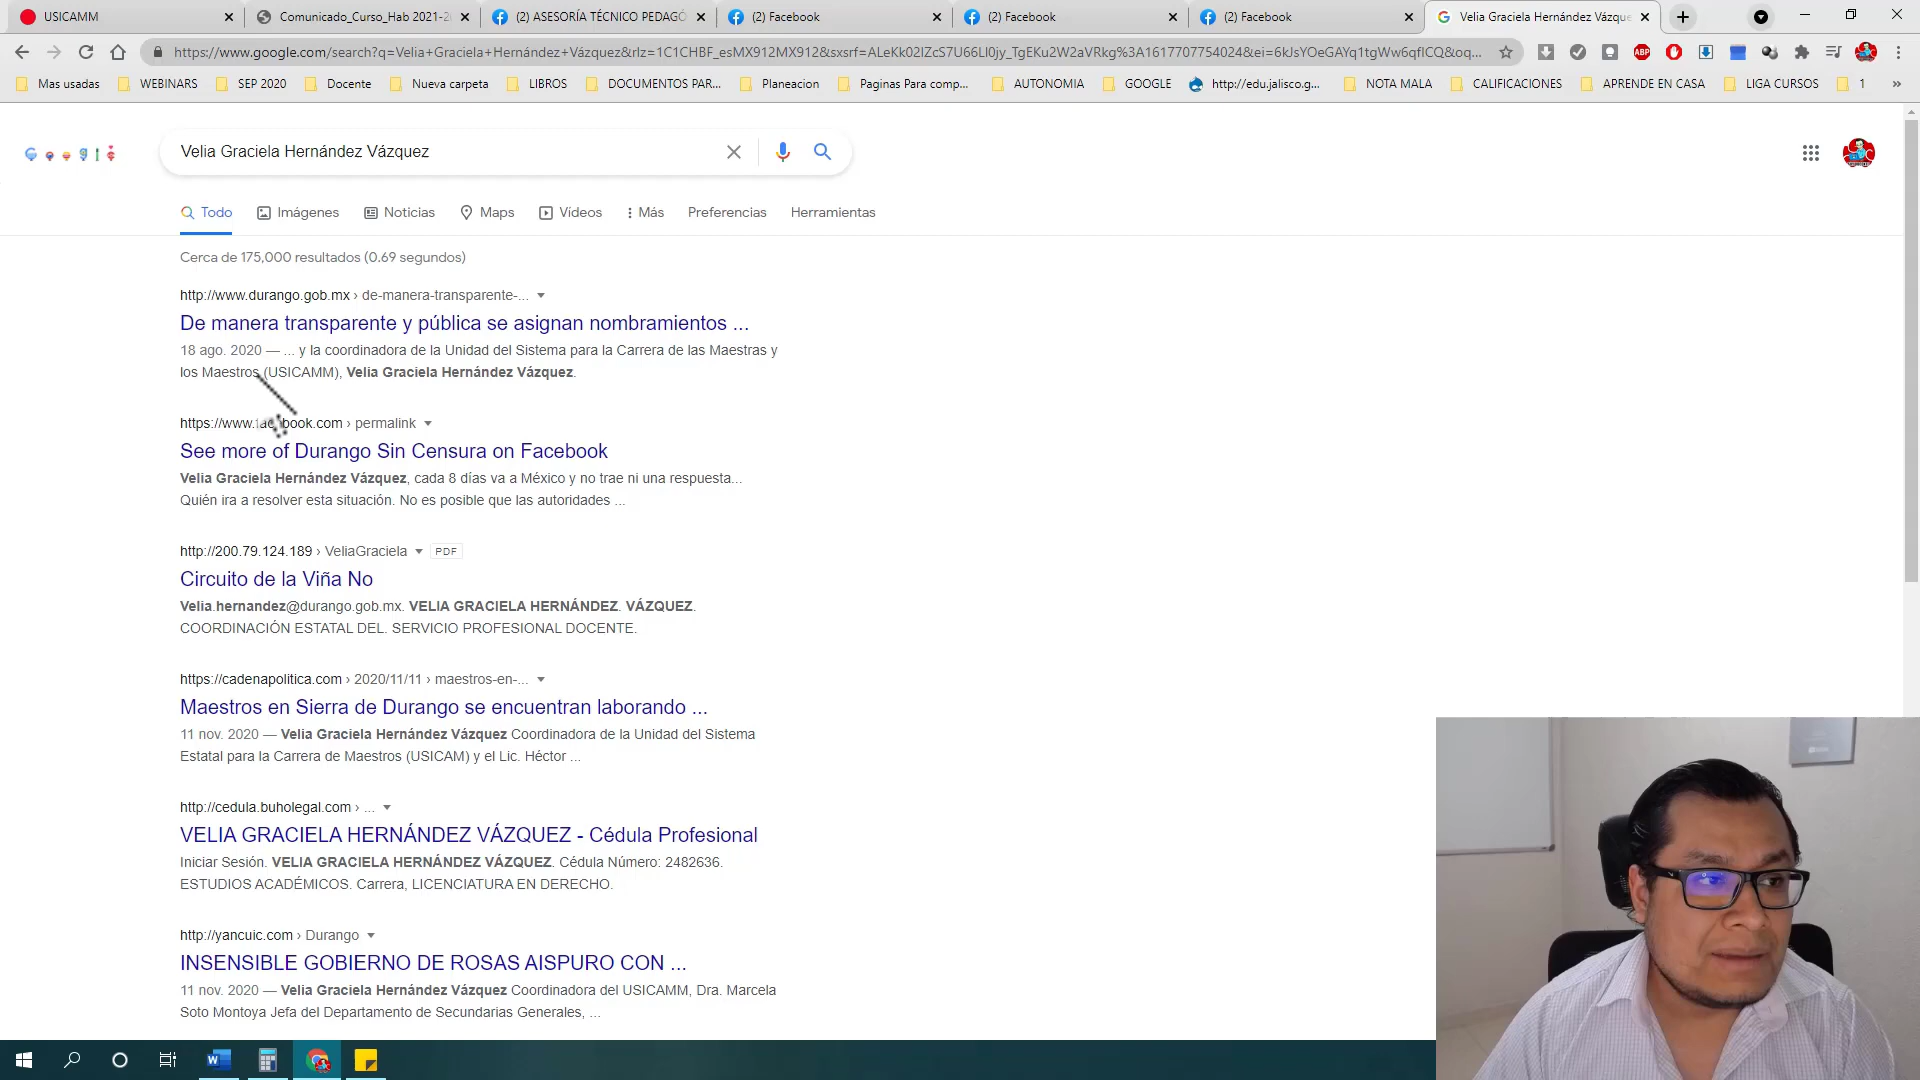 USICAMM
Comunicado_Curso_Hab 2021-2
(2) ASESORÍA TÉCNICO PEDAGÓ
(2) Facebook
(2) Facebook
(2) Facebook
Velia Graciela Hernández Vázque
https://www.google.com/search?q=Velia+Graciela+Hernández+Vázquez&rlz=1C1CHBF_esMX912MX912&sxsrf=ALeKk02IZcS7U66LI0jy_TgEKu2W2aVRkg%3A1617707754024&ei=6kJsYOeGAYq1tgWw6qfICQ&oq...
Mas usadas
WEBINARS
SEP 2020
Docente
Nueva carpeta
LIBROS
DOCUMENTOS PAR...
Planeacion
Paginas Para comp...
AUTONOMIA
GOOGLE
http://edu.jalisco.g...
NOTA MALA
CALIFICACIONES
APRENDE EN CASA
LIGA CURSOS
1
»
Google
Velia Graciela Hernández Vázquez
Todo
Imágenes
Noticias
Maps
Vídeos
Más
Preferencias
Herramientas
Cerca de 175,000 resultados (0.69 segundos)
http://www.durango.gob.mx › de-manera-transparente-...
De manera transparente y pública se asignan nombramientos ...
18 ago. 2020 — ... y la coordinadora de la Unidad del Sistema para la Carrera de las Maestras y
los Maestros (USICAMM), Velia Graciela Hernández Vázquez.
https://www.facebook.com › permalink
See more of Durango Sin Censura on Facebook
Velia Graciela Hernández Vázquez, cada 8 días va a México y no trae ni una respuesta...
Quién ira a resolver esta situación. No es posible que las autoridades ...
http://200.79.124.189 › VeliaGraciela PDF
Circuito de la Viña No
Velia.hernandez@durango.gob.mx. VELIA GRACIELA HERNÁNDEZ. VÁZQUEZ.
COORDINACIÓN ESTATAL DEL. SERVICIO PROFESIONAL DOCENTE.
https://cadenapolitica.com › 2020/11/11 › maestros-en-...
Maestros en Sierra de Durango se encuentran laborando ...
11 nov. 2020 — Velia Graciela Hernández Vázquez Coordinadora de la Unidad del Sistema
Estatal para la Carrera de Maestros (USICAM) y el Lic. Héctor ...
http://cedula.buholegal.com › ...
VELIA GRACIELA HERNÁNDEZ VÁZQUEZ - Cédula Profesional
Iniciar Sesión. VELIA GRACIELA HERNÁNDEZ VÁZQUEZ. Cédula Número: 2482636.
ESTUDIOS ACADÉMICOS. Carrera, LICENCIATURA EN DERECHO.
http://yancuic.com › Durango
INSENSIBLE GOBIERNO DE ROSAS AISPURO CON ...
11 nov. 2020 — Velia Graciela Hernández Vázquez Coordinadora del USICAMM, Dra. Marcela
Soto Montoya Jefa del Departamento de Secundarias Generales, ...